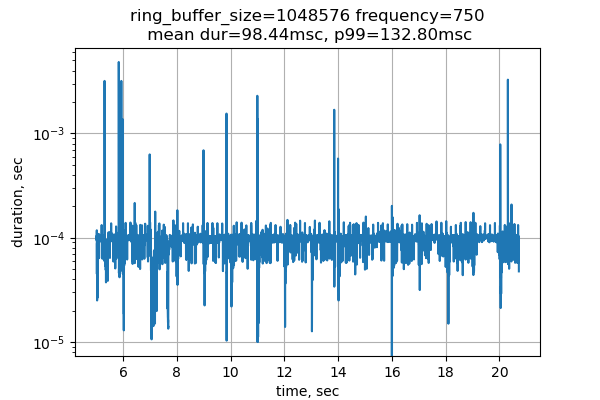 ring_buffer_size=1048576 frequency=750
mean dur=98.44msc, p99=132.80msc
10⁻³
10⁻⁴
10⁻⁵
duration, sec
6 8 10 12 14 16 18 20
time, sec